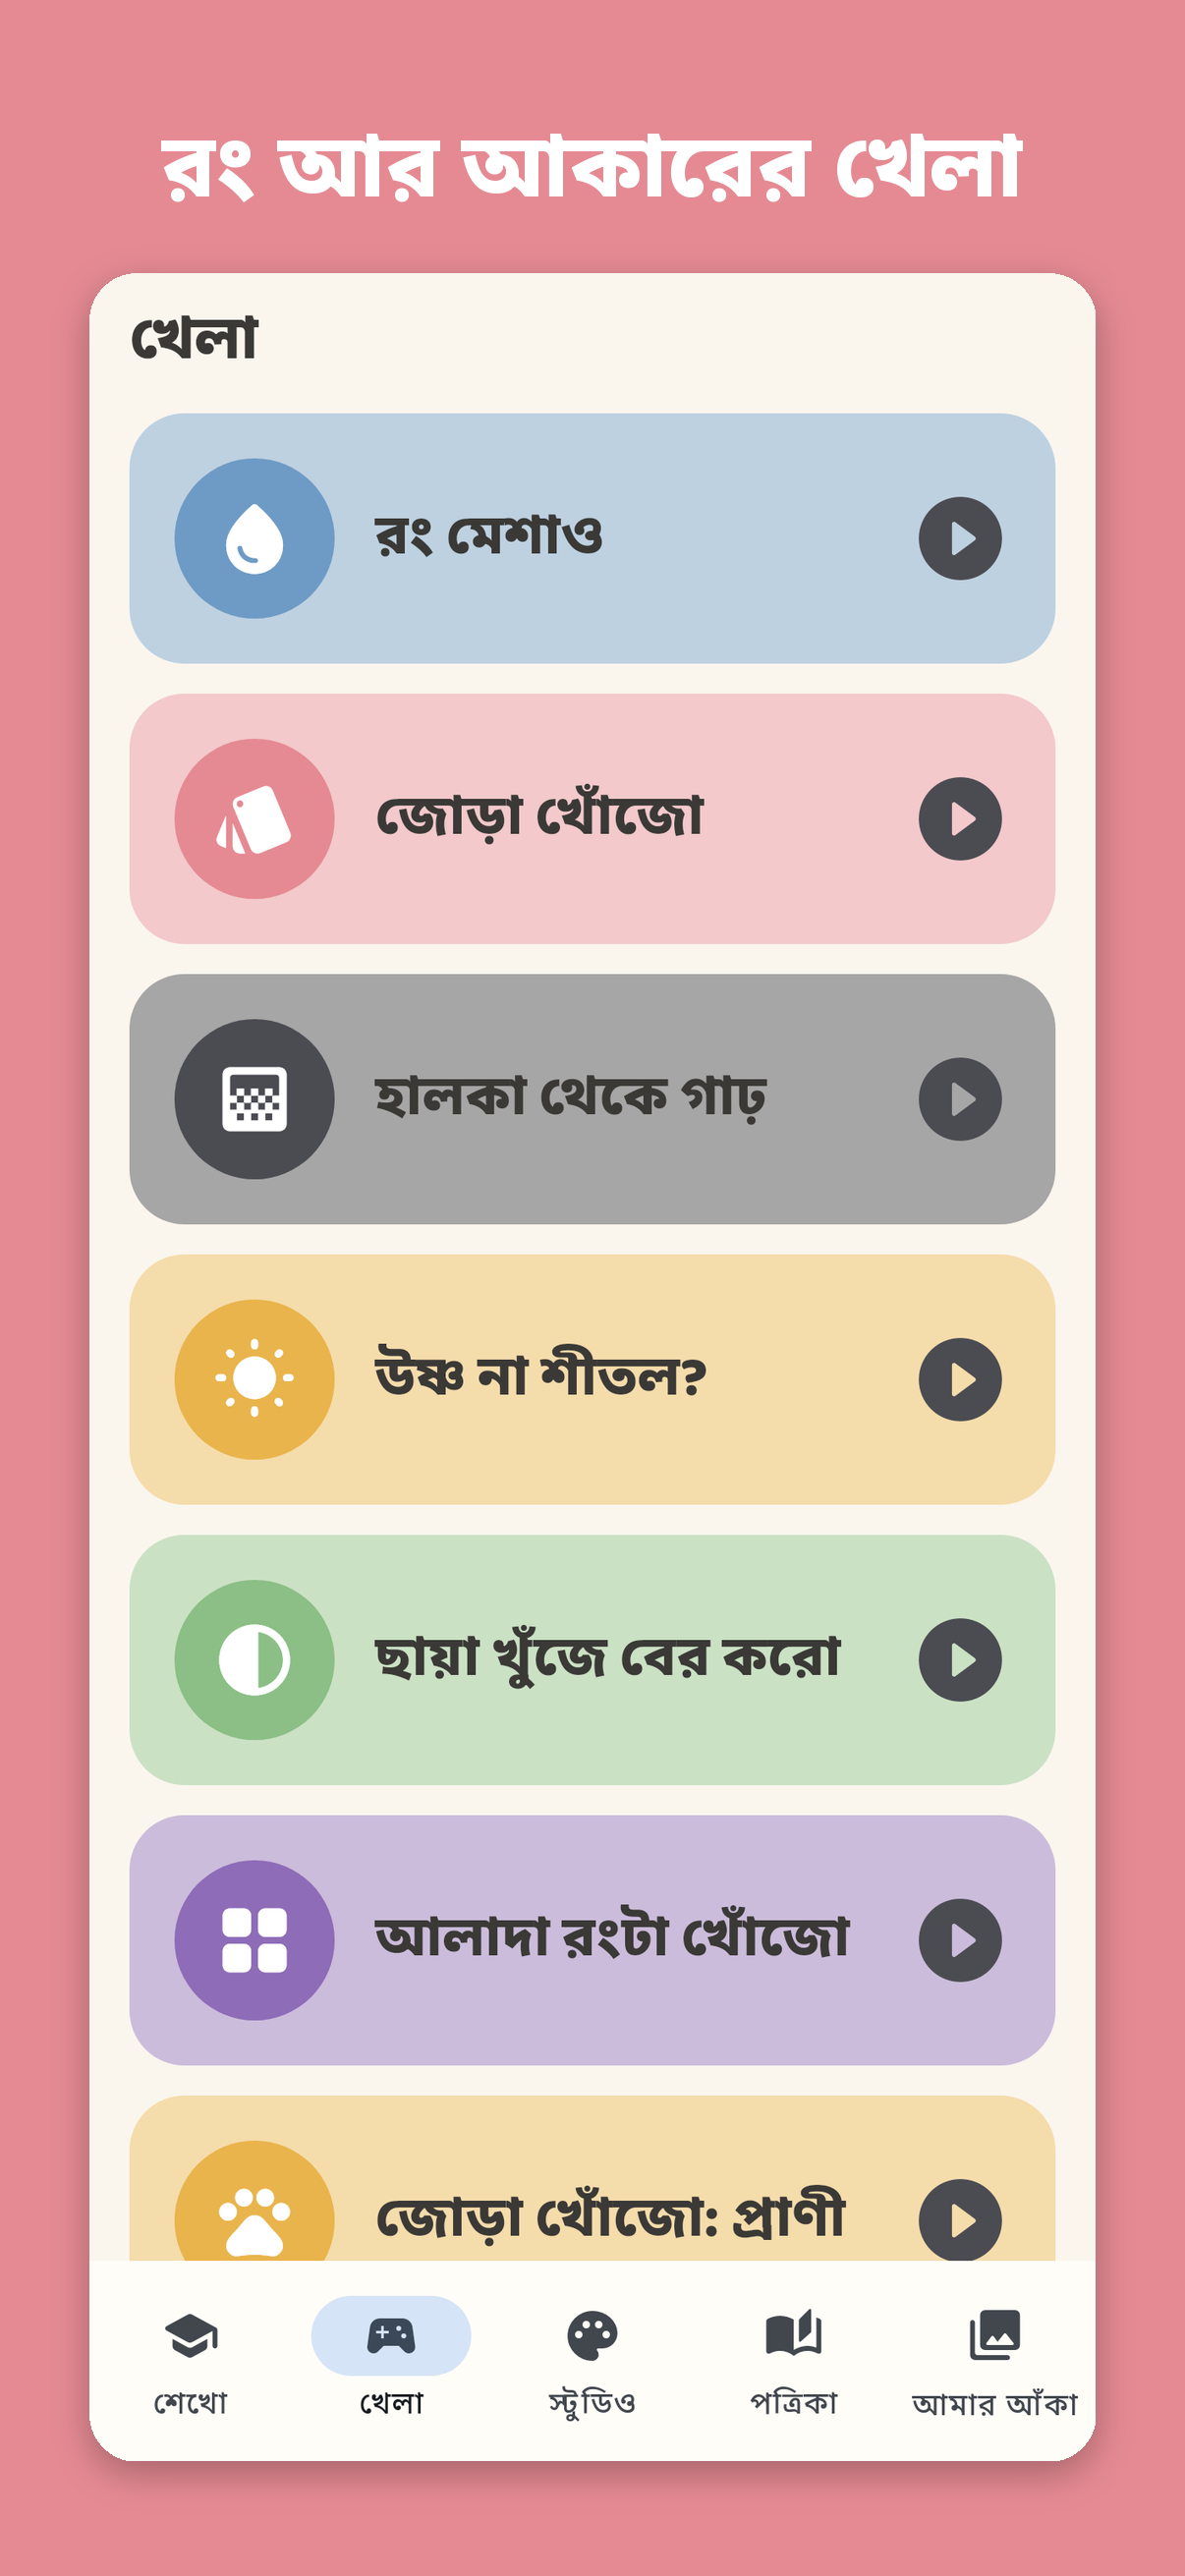 রং আর আকারের খেলা
খেলা
রং মেশাও
জোড়া খোঁজো
হালকা থেকে গাঢ়
উষ্ণ না শীতল?
ছায়া খুঁজে বের করো
আলাদা রংটা খোঁজো
জোড়া খোঁজো: প্রাণী
শেখো
খেলা
স্টুডিও
পত্রিকা
আমার আঁকা